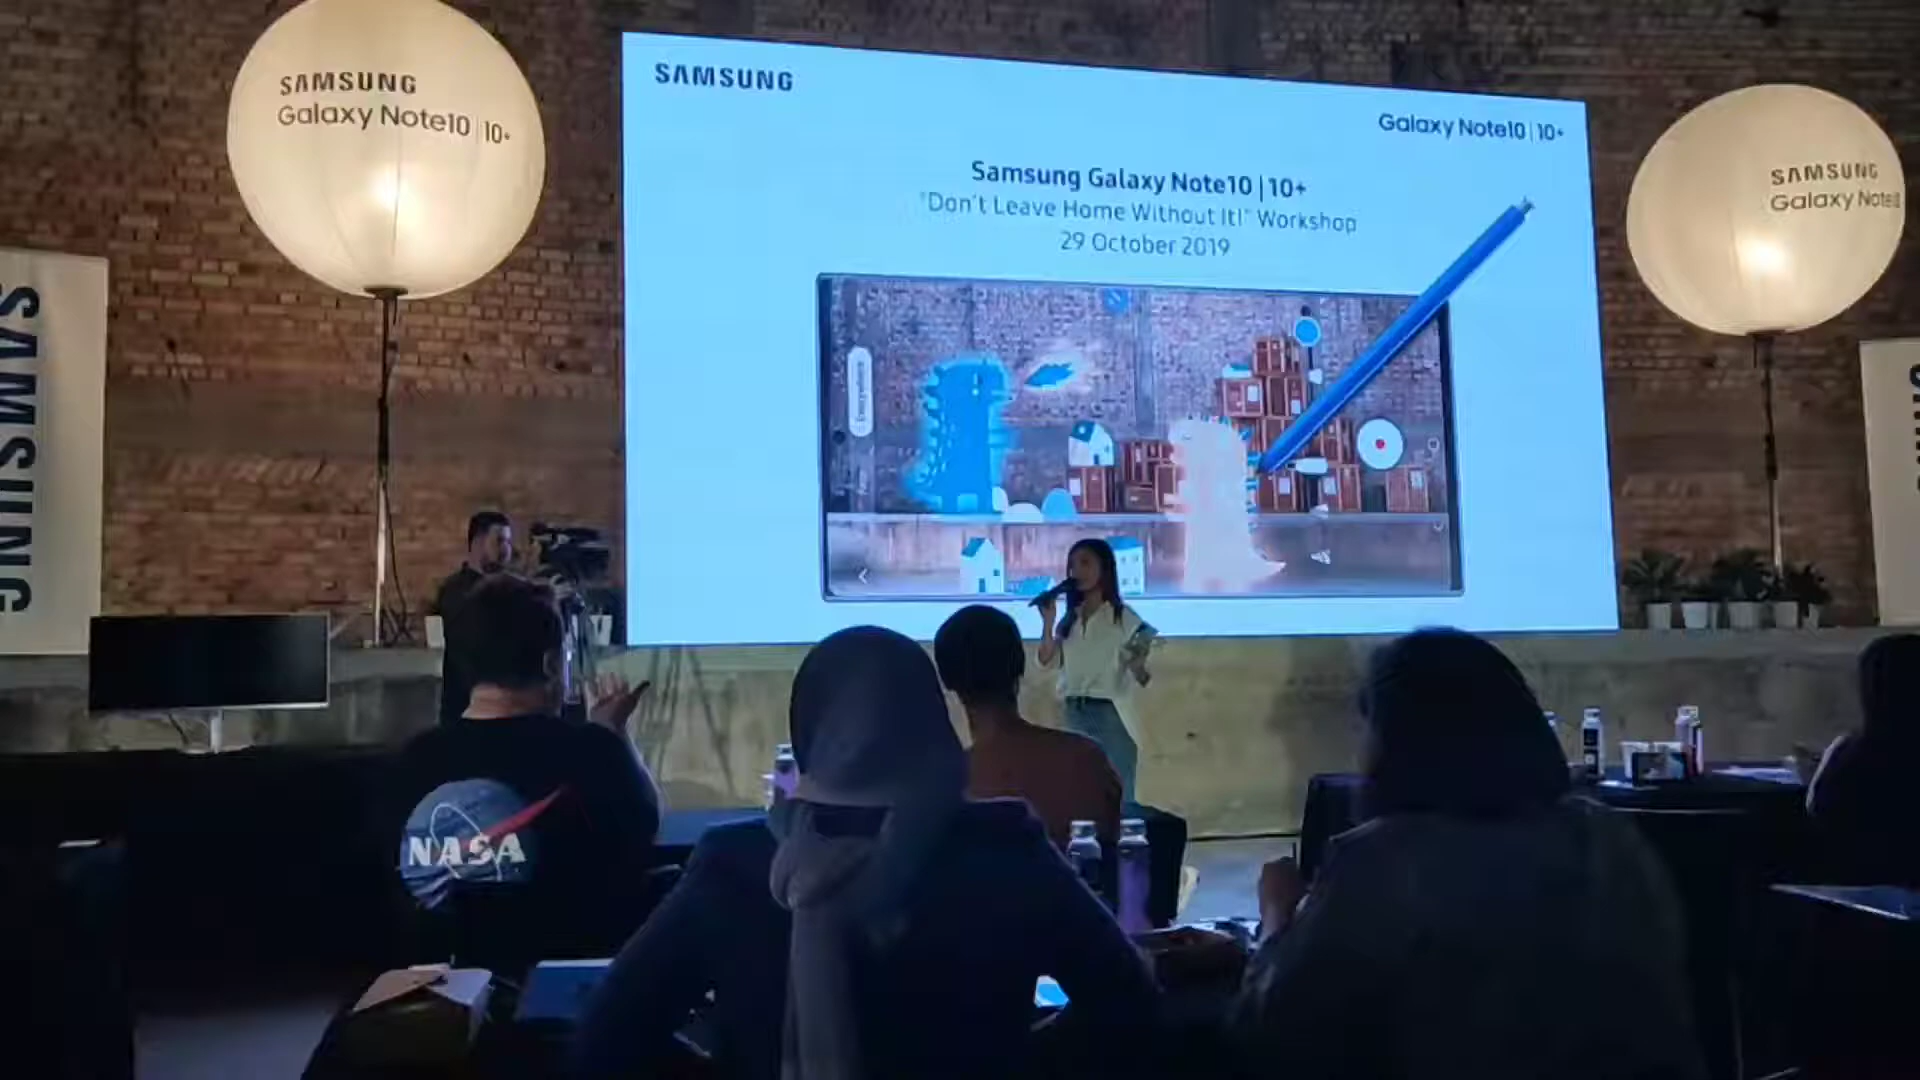 SAMSUNG
Galaxy Note10 | 10+
SAMSUNG
Galaxy Note10 | 10+
Samsung Galaxy Note10 | 10+
"Don't Leave Home Without It!" Workshop
29 October 2019
SAMSUNG
Galaxy Note10
SAMSUNG
Everywhere
NASA